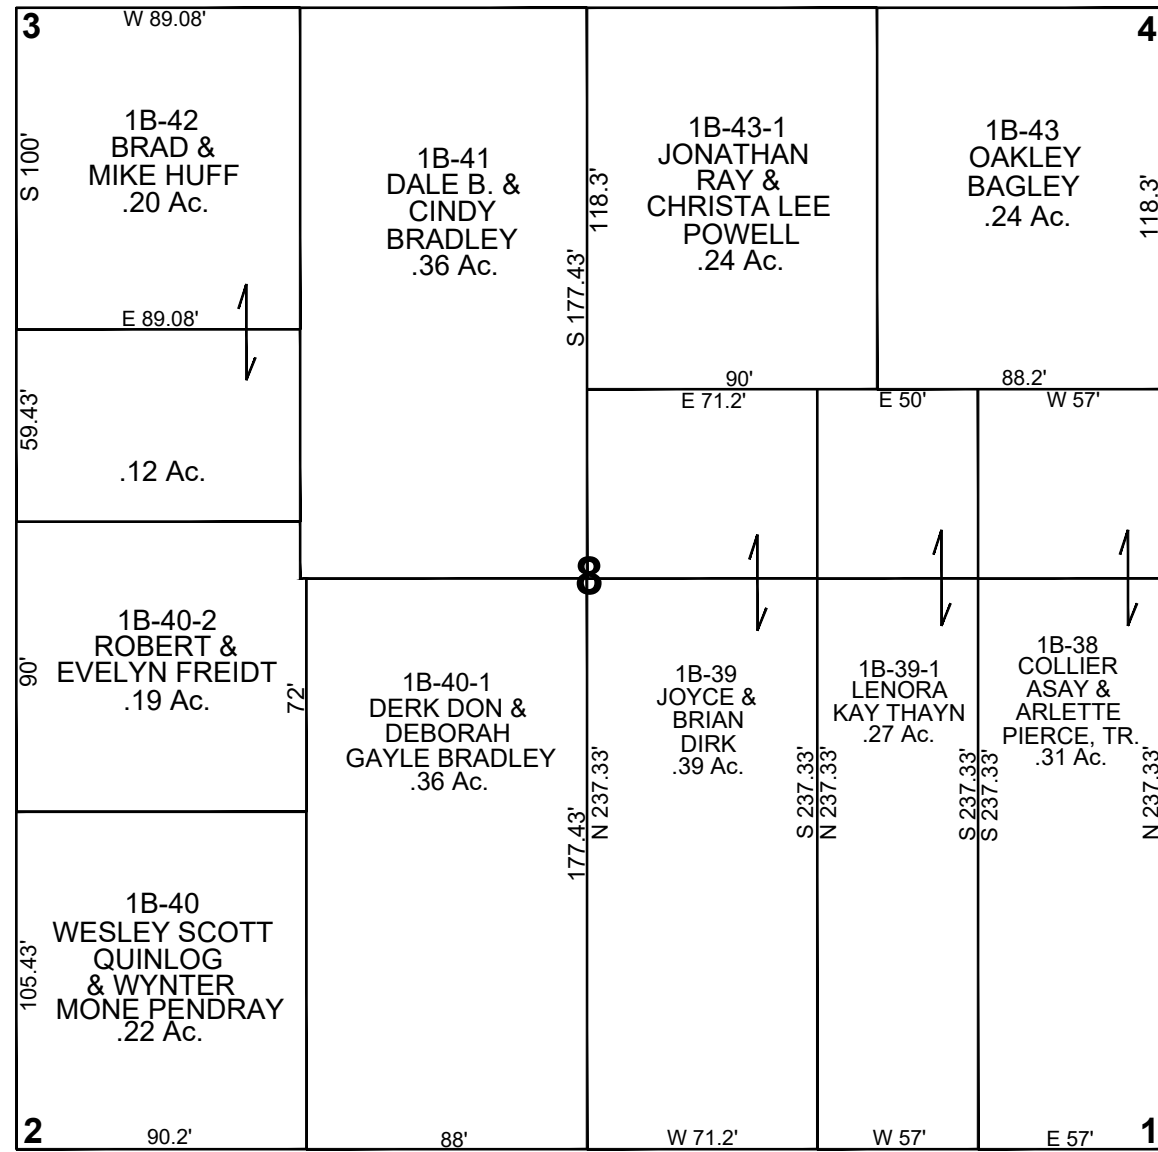 3
W 89.08'
4
S 100'
1B-42
BRAD &
MIKE HUFF
.20 Ac.
E 89.08'
1B-41
DALE B. &
CINDY
BRADLEY
.36 Ac.
S 177.43'
118.3'
1B-43-1
JONATHAN
RAY &
CHRISTA LEE
POWELL
.24 Ac.
90'
1B-43
OAKLEY
BAGLEY
.24 Ac.
118.3'
88.2'
E 71.2'
E 50'
W 57'
59.43'
.12 Ac.
8
90'
1B-40-2
ROBERT &
EVELYN FREIDT
.19 Ac.
72'
1B-40-1
DERK DON &
DEBORAH
GAYLE BRADLEY
.36 Ac.
177.43'
N 237.33'
1B-39
JOYCE &
BRIAN
DIRK
.39 Ac.
S 237.33'
N 237.33'
1B-39-1
LENORA
KAY THAYN
.27 Ac.
S 237.33'
S 237.33'
1B-38
COLLIER
ASAY &
ARLETTE
PIERCE, TR.
.31 Ac.
N 237.33'
105.43'
1B-40
WESLEY SCOTT
QUINLOG
& WYNTER
MONE PENDRAY
.22 Ac.
2
90.2'
88'
W 71.2'
W 57'
E 57'
1